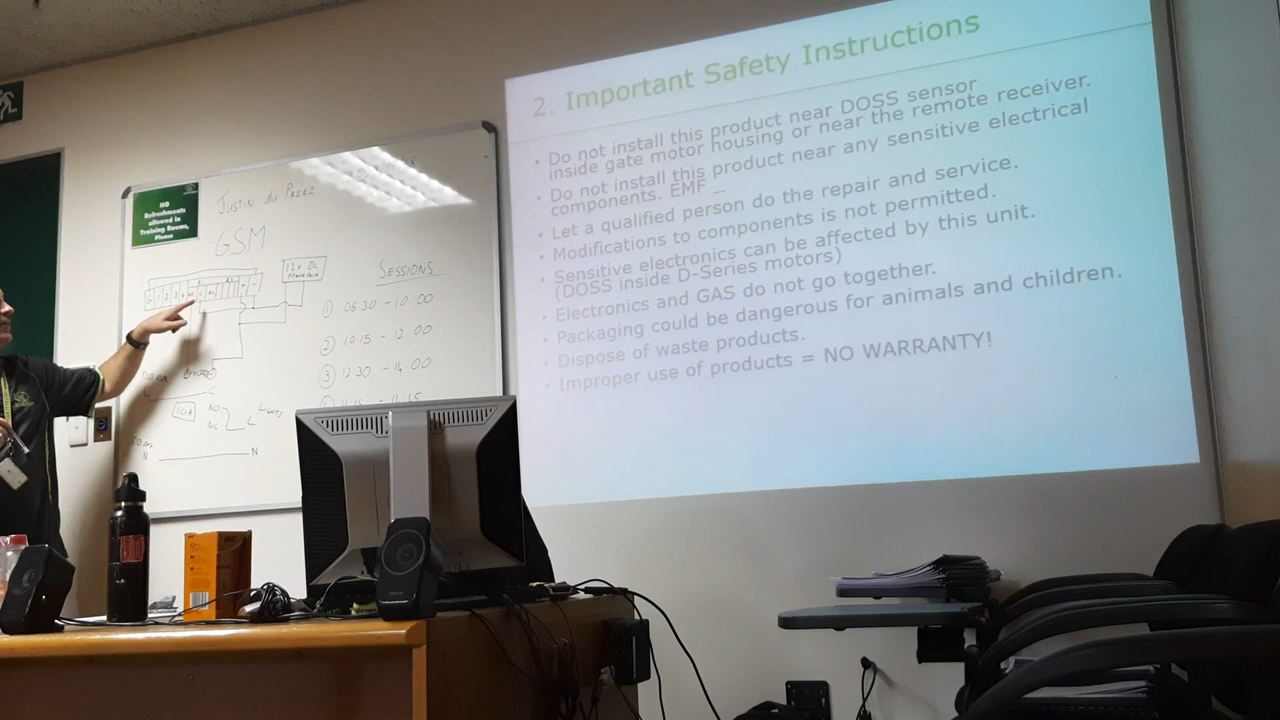 2. Important Safety Instructions
• Do not install this product near DOSS sensor
inside gate motor housing or near the remote receiver.
• Do not install this product near any sensitive electrical
components. EMF _
• Let a qualified person do the repair and service.
• Modifications to components is not permitted.
• Sensitive electronics can be affected by this unit.
(DOSS inside D-Series motors)
• Electronics and GAS do not go together.
• Packaging could be dangerous for animals and children.
• Dispose of waste products.
• Improper use of products = NO WARRANTY!
NO
Refreshments
allowed in
Training Rooms,
Please
JUSTIN du PREEZ
GSM
12V DC
SESSIONS
① 08:30 - 10:00
② 10:15 - 12:00
③ 12:30 - 14:00
L C
10A
NO
NC
L
LIGHTS
N N